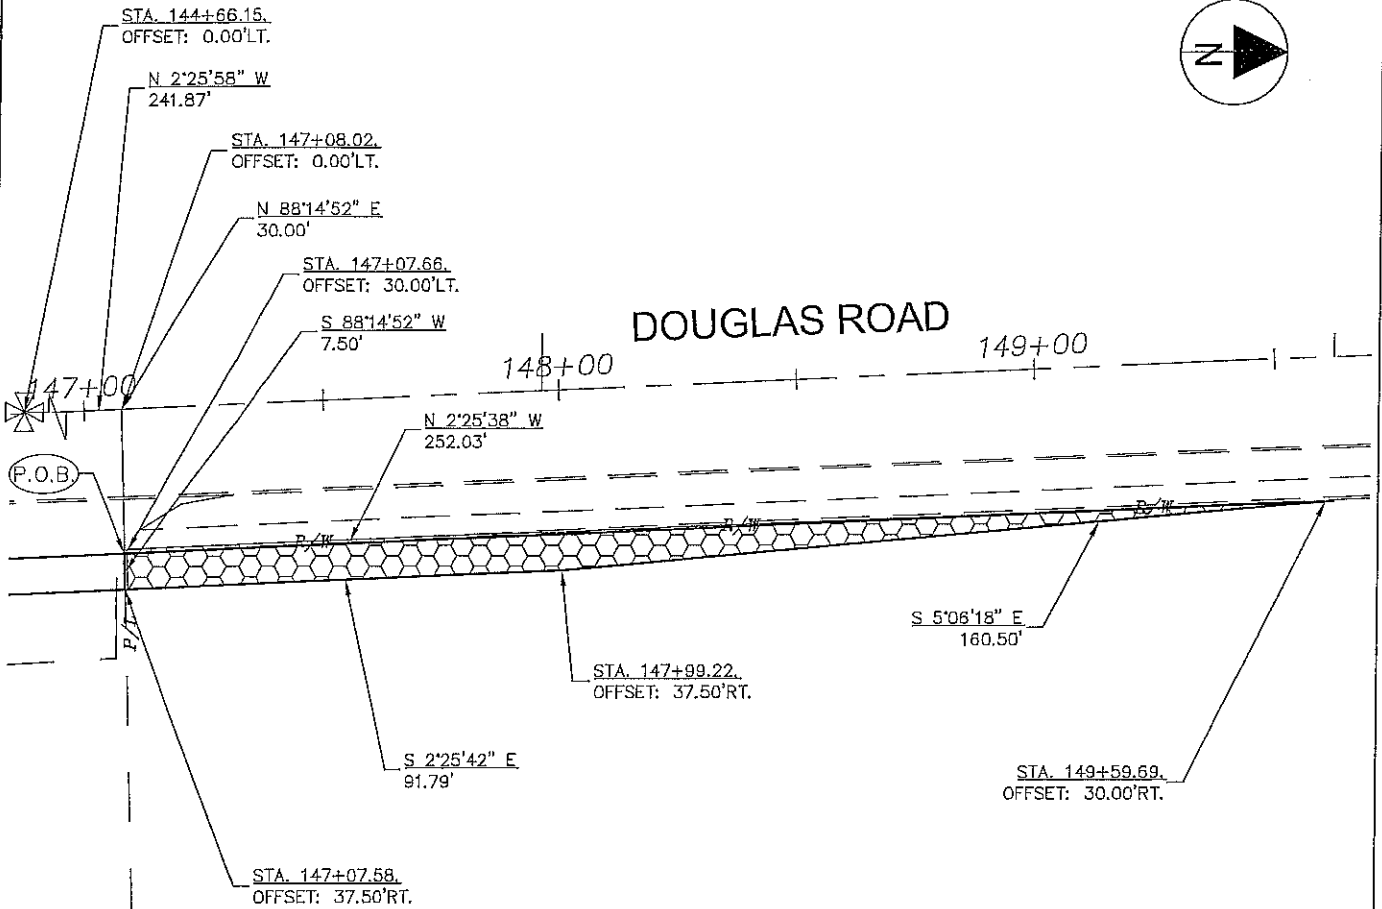 STA. 144+66.15,
OFFSET: 0.00'LT.
N 2°25'58" W
241.87'
STA. 147+08.02,
OFFSET: 0.00'LT.
N 88°14'52" E
30.00'
STA. 147+07.66,
OFFSET: 30.00'LT.
S 88°14'52" W
7.50'
N
DOUGLAS ROAD
147+00
148+00
149+00
N 2°25'38" W
252.03'
P.O.B.
R/W
R/W
R/W
P/L
S 5°06'18" E
160.50'
STA. 147+99.22,
OFFSET: 37.50'RT.
S 2°25'42" E
91.79'
STA. 149+59.69,
OFFSET: 30.00'RT.
STA. 147+07.58,
OFFSET: 37.50'RT.